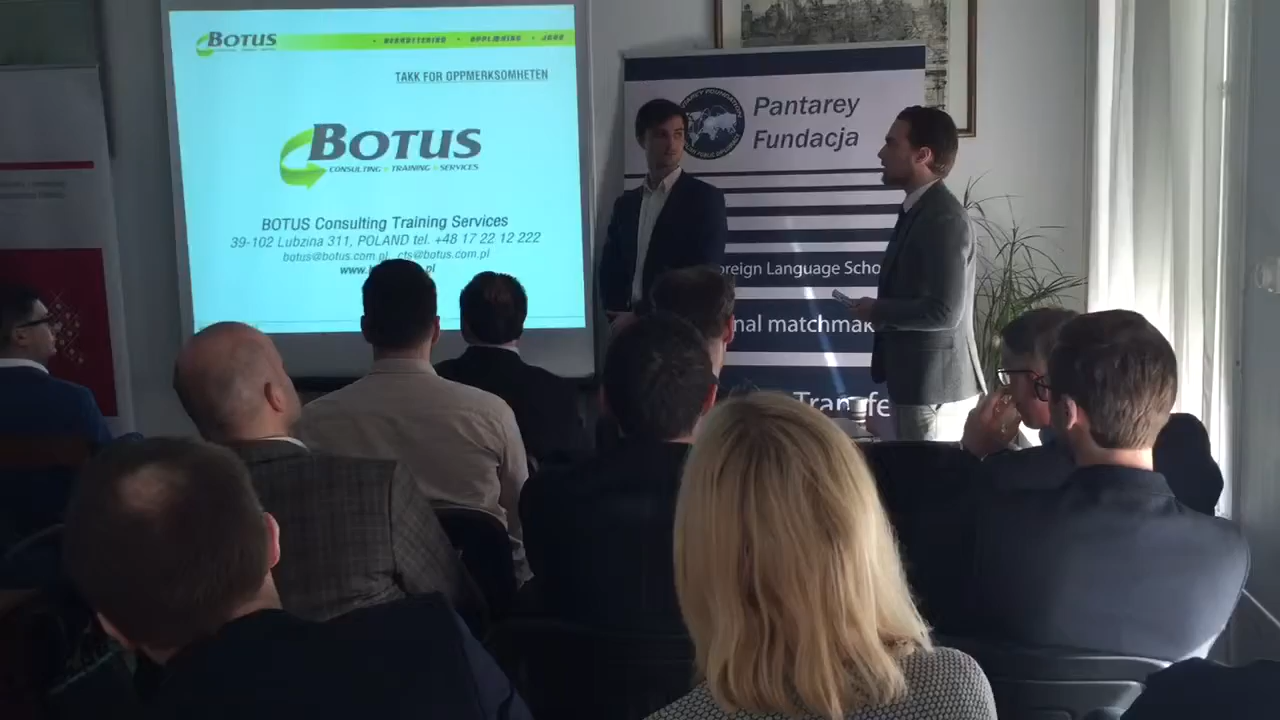 BOTUS
• REKRUTTERING • OPPLÆRING • JOBB
TAKK FOR OPPMERKSOMHETEN
BOTUS
CONSULTING • TRAINING • SERVICES
BOTUS Consulting Training Services
39-102 Lubzina 311, POLAND tel. +48 17 22 12 222
botus@botus.com.pl, cts@botus.com.pl
www.
Pantarey
Fundacja
oreign Language Scho
nal matchmak
Transfe